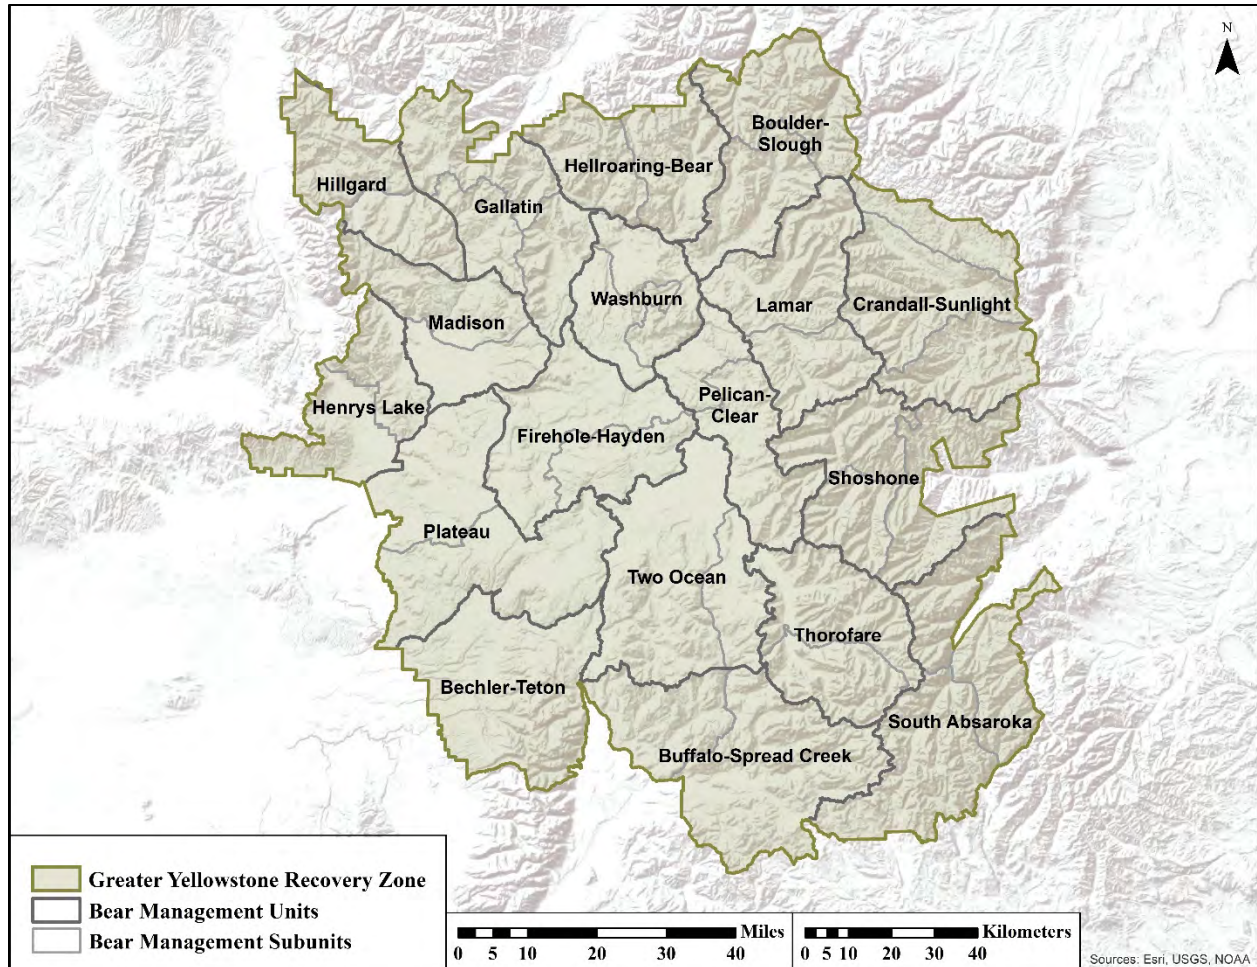 N
Boulder-
Slough
Hellroaring-Bear
Hillgard
Gallatin
Washburn
Lamar
Crandall-Sunlight
Madison
Pelican-
Clear
Henrys Lake
Firehole-Hayden
Shoshone
Plateau
Two Ocean
Thorofare
Bechler-Teton
South Absaroka
Buffalo-Spread Creek
Greater Yellowstone Recovery Zone
Bear Management Units
Bear Management Subunits
Miles
0 5 10 20 30 40
Kilometers
0 5 10 20 30 40
Sources: Esri, USGS, NOAA